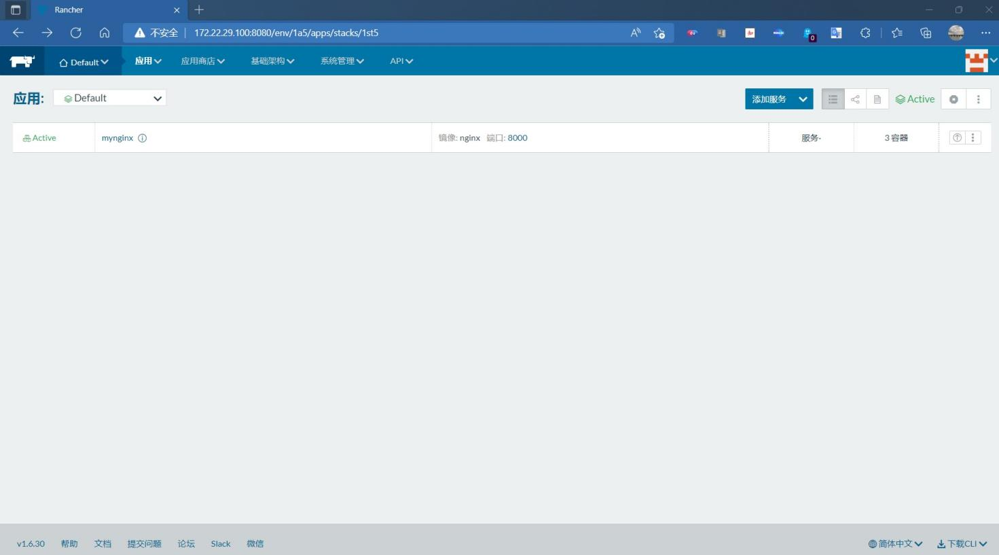 Rancher
不安全 172.22.29.100:8080/env/1a5/apps/stacks/1st5
Default 应用 应用商店 基础架构 系统管理 API
应用: Default 添加服务 Active
Active mynginx 镜像: nginx 端口: 8000 服务· 3 容器
v1.6.30 帮助 文档 提交问题 论坛 Slack 微信 简体中文 下载CLI